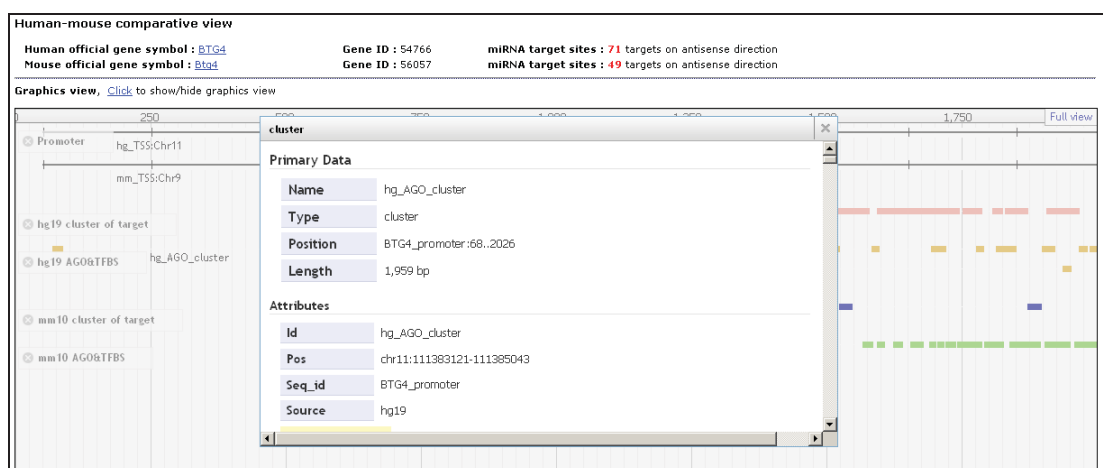 Human-mouse comparative view
Human official gene symbol : BTG4 Gene ID : 54766 miRNA target sites : 71 targets on antisense direction
Mouse official gene symbol : Btg4 Gene ID : 56057 miRNA target sites : 49 targets on antisense direction
Graphics view, Click to show/hide graphics view
250 1,750 Full view
cluster
Promoter
hg_TSS:Chr11
mm_TSS:Chr9
hg19 cluster of target
hg19 AGO&TFBS
hg_AGO_cluster
mm10 cluster of target
mm10 AGO&TFBS
Primary Data
Name hg_AGO_cluster
Type cluster
Position BTG4_promoter:68..2026
Length 1,959 bp
Attributes
Id hg_AGO_cluster
Pos chr11:111383121-111385043
Seq_id BTG4_promoter
Source hg19